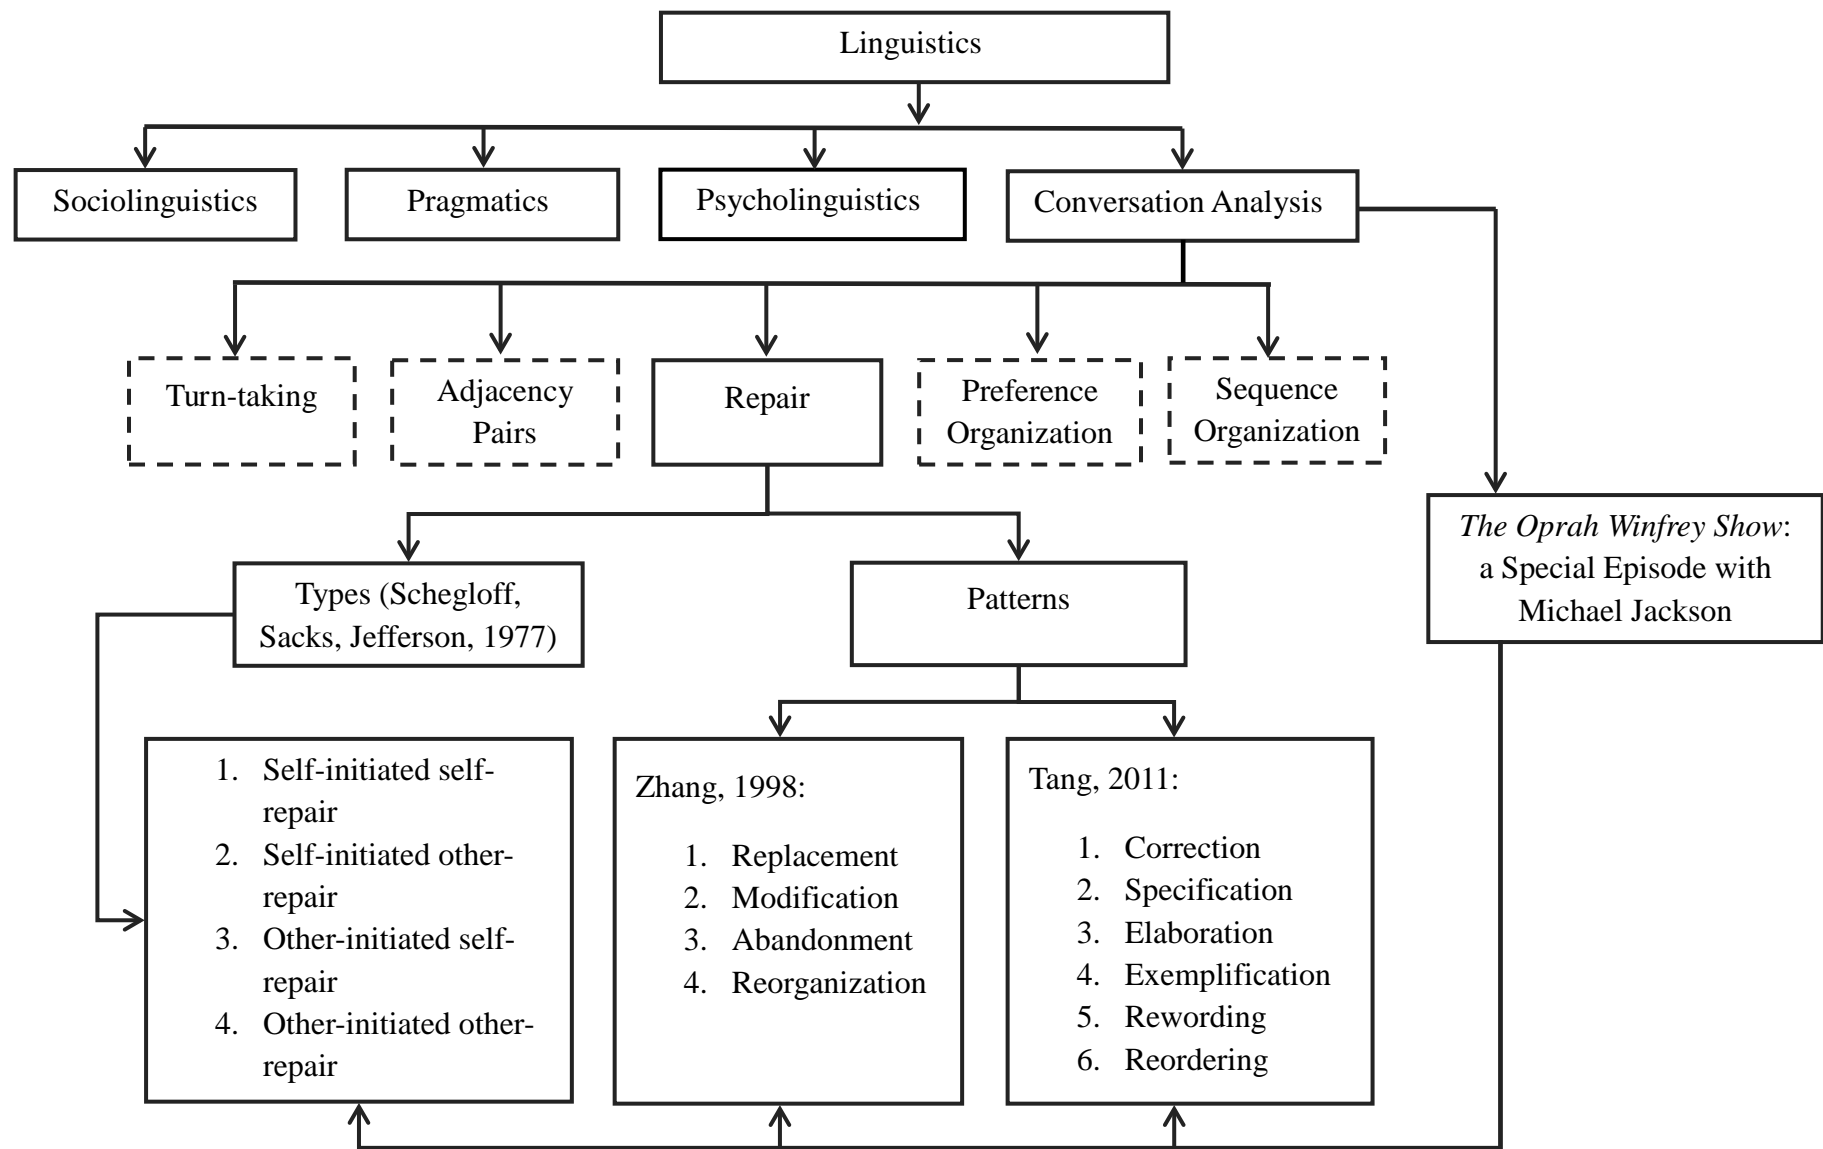 Linguistics
Sociolinguistics
Pragmatics
Psycholinguistics
Conversation Analysis
Turn-taking
Adjacency
Pairs
Repair
Preference
Organization
Sequence
Organization
The Oprah Winfrey Show:
a Special Episode with
Michael Jackson
Types (Schegloff,
Sacks, Jefferson, 1977)
Patterns
1. Self-initiated self-
repair
2. Self-initiated other-
repair
3. Other-initiated self-
repair
4. Other-initiated other-
repair
Zhang, 1998:
1. Replacement
2. Modification
3. Abandonment
4. Reorganization
Tang, 2011:
1. Correction
2. Specification
3. Elaboration
4. Exemplification
5. Rewording
6. Reordering